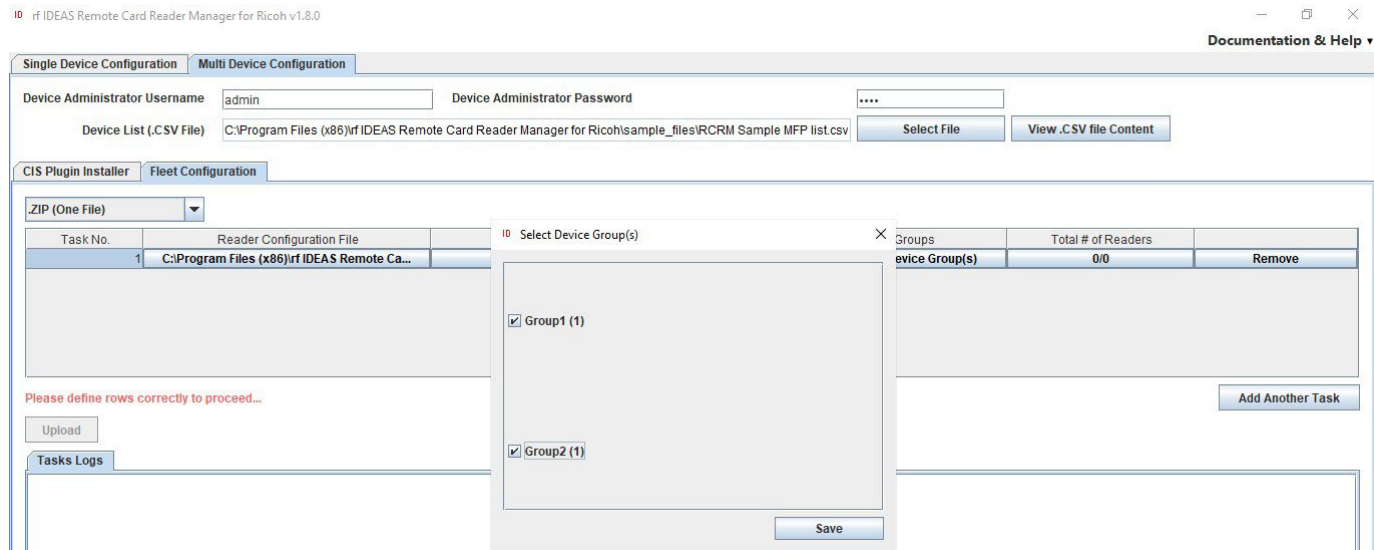 ID rf IDEAS Remote Card Reader Manager for Ricoh v1.8.0
Documentation & Help
Single Device Configuration Multi Device Configuration
Device Administrator Username admin Device Administrator Password ••••
Device List (.CSV File) C:\Program Files (x86)\rf IDEAS Remote Card Reader Manager for Ricoh\sample_files\RCRM Sample MFP list.csv Select File View .CSV file Content
CIS Plugin Installer Fleet Configuration
.ZIP (One File)
ID Select Device Group(s)
Task No. Reader Configuration File Groups Total # of Readers
1 C:\Program Files (x86)\rf IDEAS Remote Ca... evice Group(s) 0/0 Remove
Group1 (1)
Please define rows correctly to proceed...
Add Another Task
Upload
Group2 (1)
Tasks Logs
Save